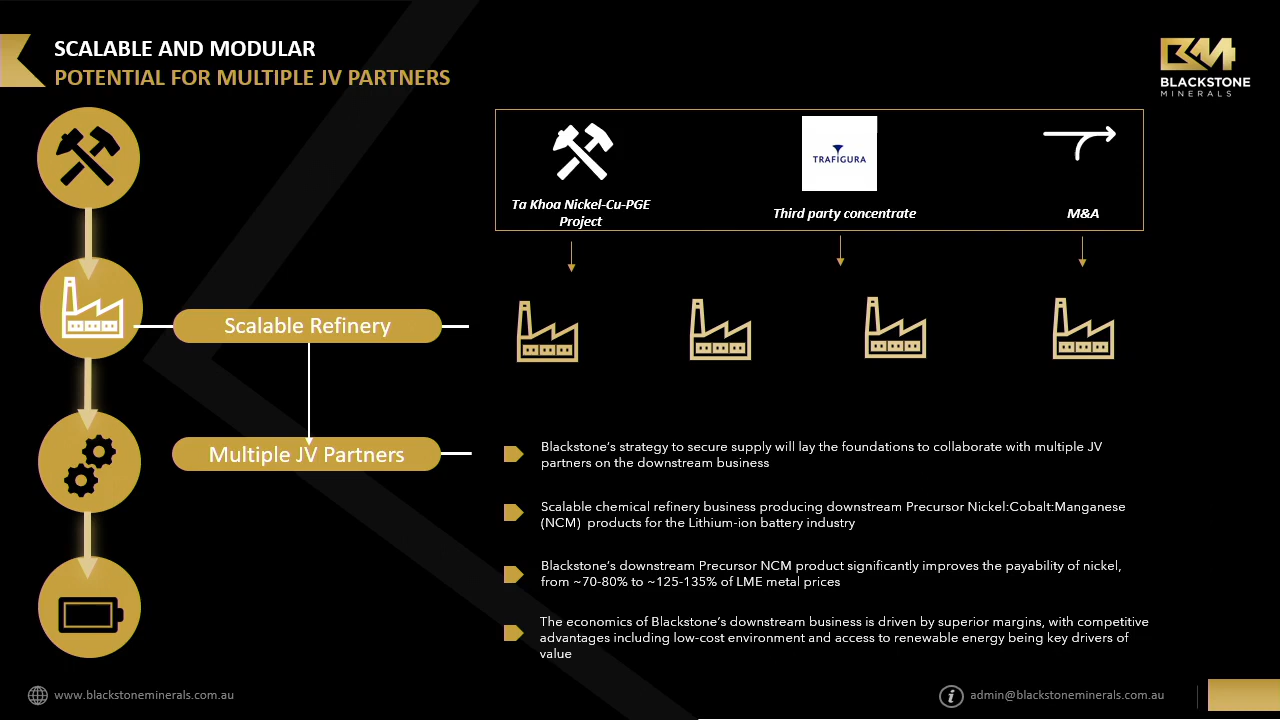 SCALABLE AND MODULAR
POTENTIAL FOR MULTIPLE JV PARTNERS
BLACKSTONE
MINERALS
TRAFIGURA
Ta Khoa Nickel-Cu-PGE
Project
Third party concentrate
M&A
Scalable Refinery
Multiple JV Partners
Blackstone's strategy to secure supply will lay the foundations to collaborate with multiple JV
partners on the downstream business
Scalable chemical refinery business producing downstream Precursor Nickel:Cobalt:Manganese
(NCM) products for the Lithium-ion battery industry
Blackstone's downstream Precursor NCM product significantly improves the payability of nickel,
from ~70-80% to ~125-135% of LME metal prices
The economics of Blackstone's downstream business is driven by superior margins, with competitive
advantages including low-cost environment and access to renewable energy being key drivers of
value
www.blackstoneminerals.com.au
admin@blackstoneminerals.com.au